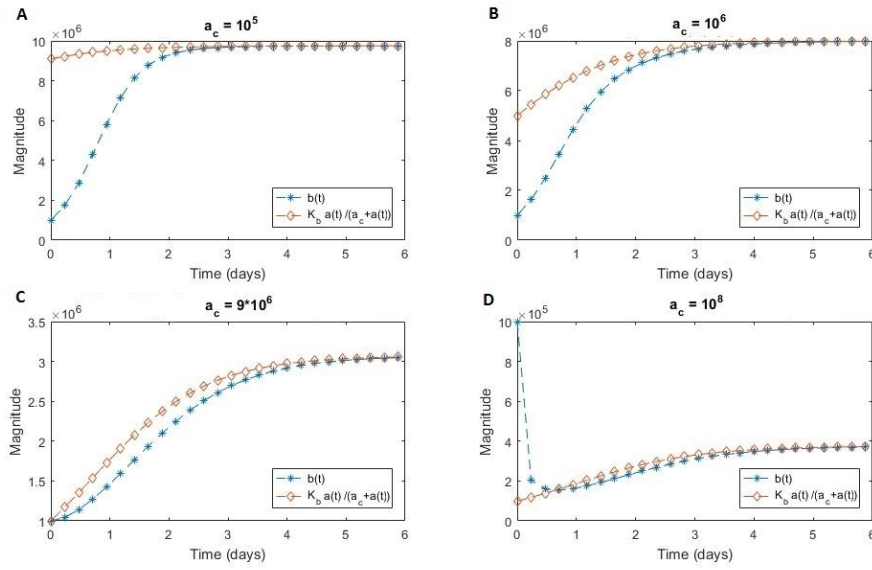 A
a_c = 10^5
× 10^6
10
8
6
4
2
0
Magnitude
0 1 2 3 4 5 6
Time (days)
b(t)
K_b a(t) /(a_c+a(t))
B
a_c = 10^6
× 10^6
8
6
4
2
0
Magnitude
0 1 2 3 4 5 6
Time (days)
b(t)
K_b a(t) /(a_c+a(t))
C
a_c = 9*10^6
× 10^6
3.5
3
2.5
2
1.5
1
Magnitude
0 1 2 3 4 5 6
Time (days)
b(t)
K_b a(t) /(a_c+a(t))
D
a_c = 10^8
× 10^5
10
8
6
4
2
0
Magnitude
0 1 2 3 4 5 6
Time (days)
b(t)
K_b a(t) /(a_c+a(t))